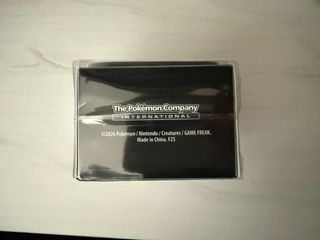 The Pokémon Company
INTERNATIONAL
©2026 Pokémon / Nintendo / Creatures / GAME FREAK.
Made in China. F25